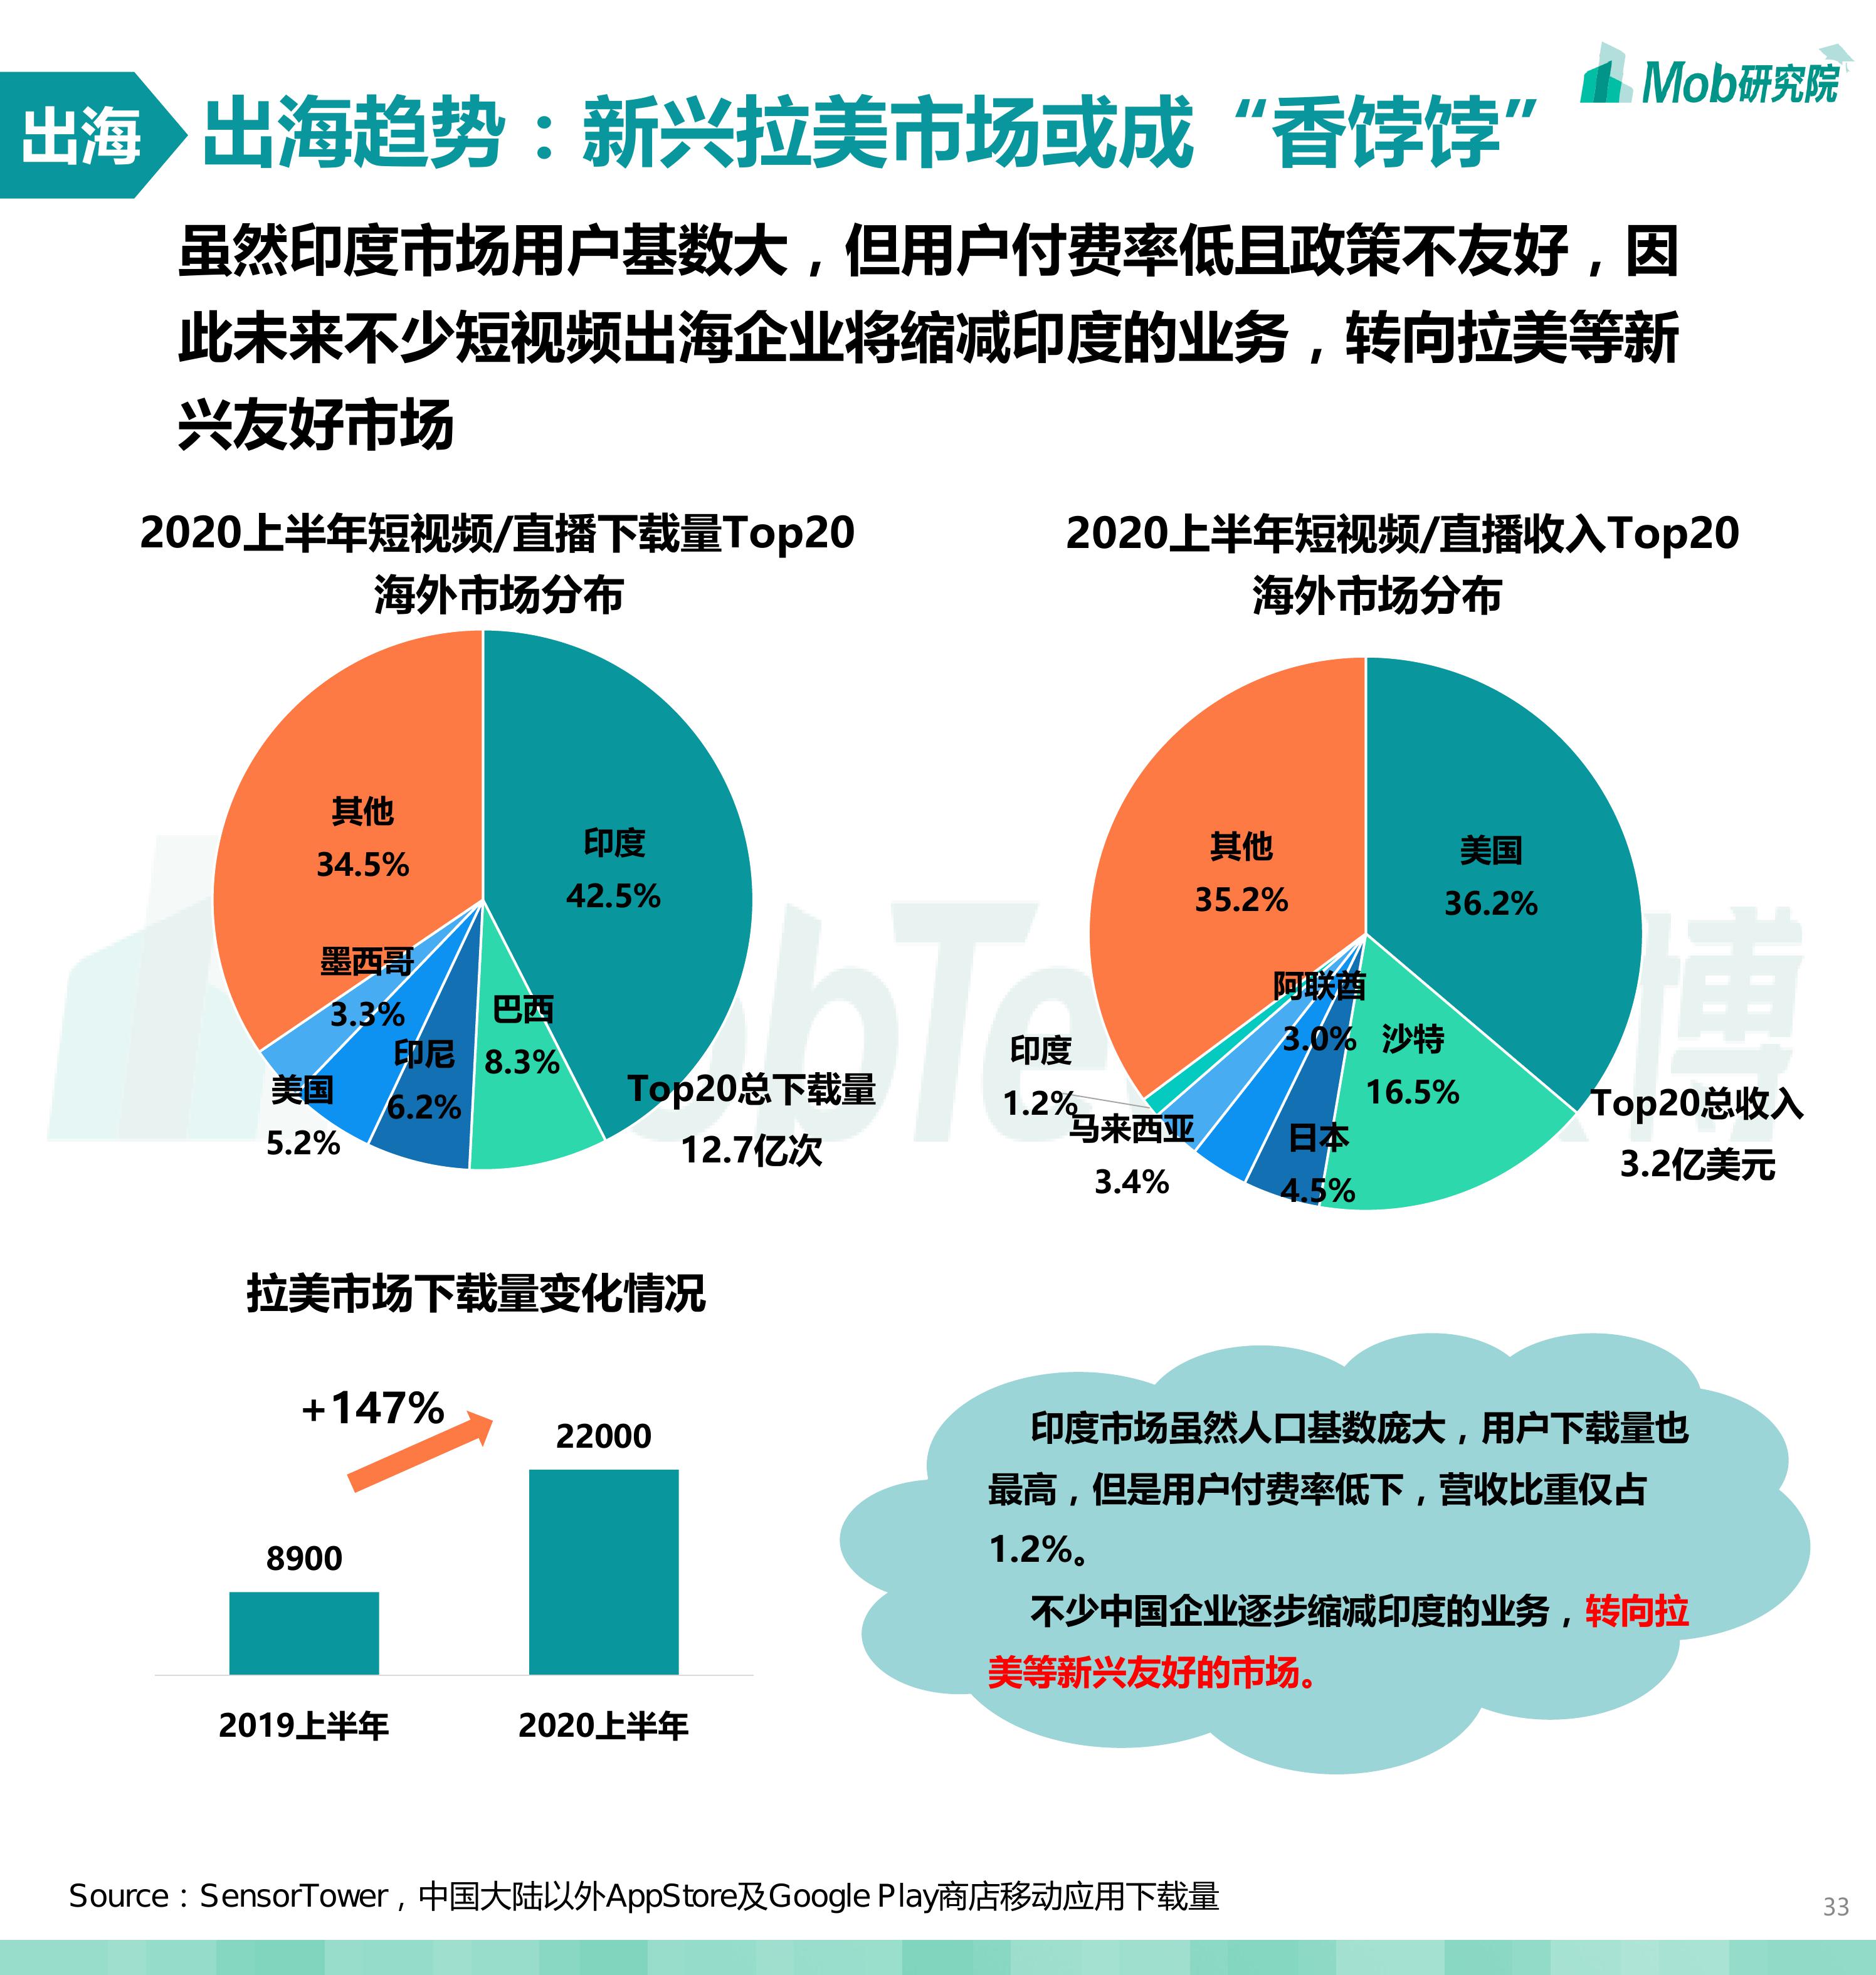 Mob研究院
出海
出海趋势：新兴拉美市场或成“香饽饽”
虽然印度市场用户基数大，但用户付费率低且政策不友好，因
此未来不少短视频出海企业将缩减印度的业务，转向拉美等新
兴友好市场
2020上半年短视频/直播下载量Top20
海外市场分布
其他
34.5%
印度
42.5%
墨西哥
3.3%
巴西
8.3%
印尼
6.2%
美国
5.2%
Top20总下载量
12.7亿次
2020上半年短视频/直播收入Top20
海外市场分布
其他
35.2%
美国
36.2%
阿联酋
3.0%
沙特
16.5%
印度
1.2%
马来西亚
3.4%
日本
4.5%
Top20总收入
3.2亿美元
拉美市场下载量变化情况
+147%
22000
8900
2019上半年
2020上半年
印度市场虽然人口基数庞大，用户下载量也
最高，但是用户付费率低下，营收比重仅占
1.2%。
不少中国企业逐步缩减印度的业务，转向拉
美等新兴友好的市场。
Source：SensorTower，中国大陆以外AppStore及Google Play商店移动应用下载量
33